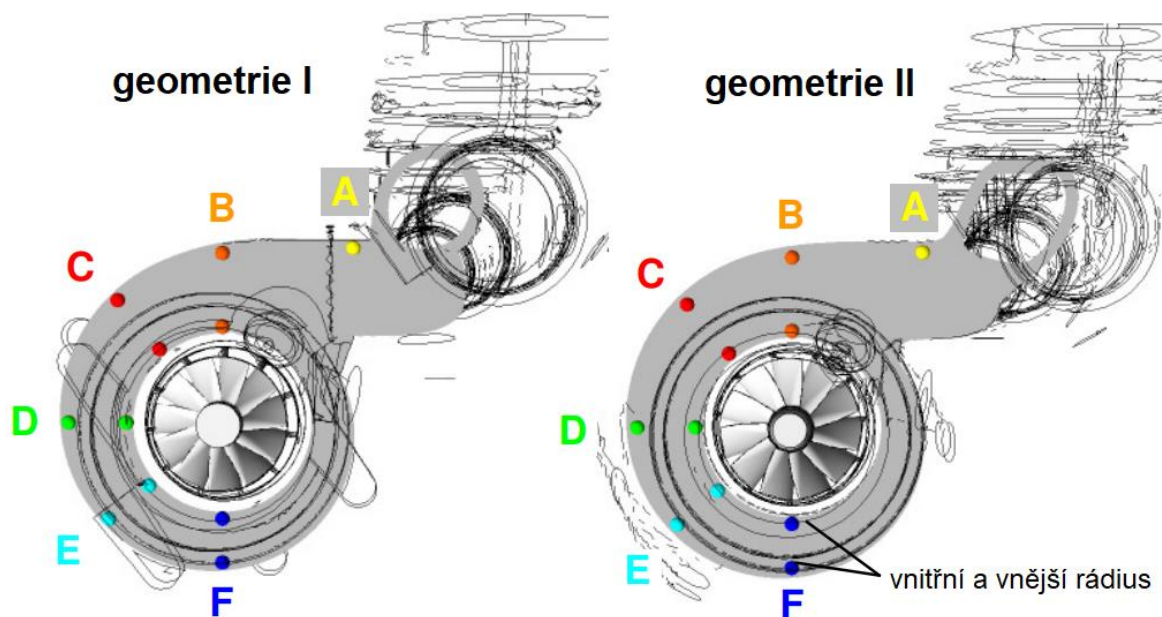 geometrie I
A
B
C
D
E
F
geometrie II
A
B
C
D
E
F
vnitřní a vnější rádius